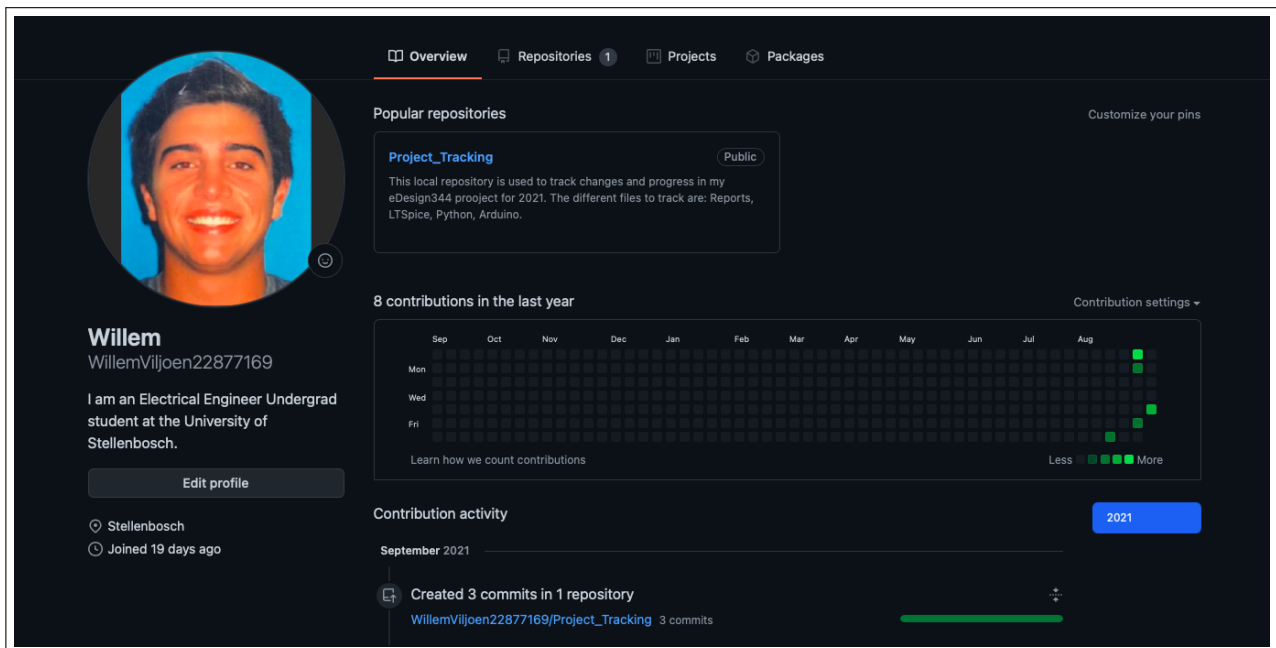 Overview Repositories 1 Projects Packages
Popular repositories Customize your pins
Project_Tracking Public
This local repository is used to track changes and progress in my
eDesign344 prooject for 2021. The different files to track are: Reports,
LTSpice, Python, Arduino.
Willem
WillemViljoen22877169
I am an Electrical Engineer Undergrad
student at the University of
Stellenbosch.
Edit profile
Stellenbosch
Joined 19 days ago
8 contributions in the last year Contribution settings
Sep Oct Nov Dec Jan Feb Mar Apr May Jun Jul Aug
Mon
Wed
Fri
Learn how we count contributions Less More
Contribution activity 2021
September 2021
Created 3 commits in 1 repository
WillemViljoen22877169/Project_Tracking 3 commits